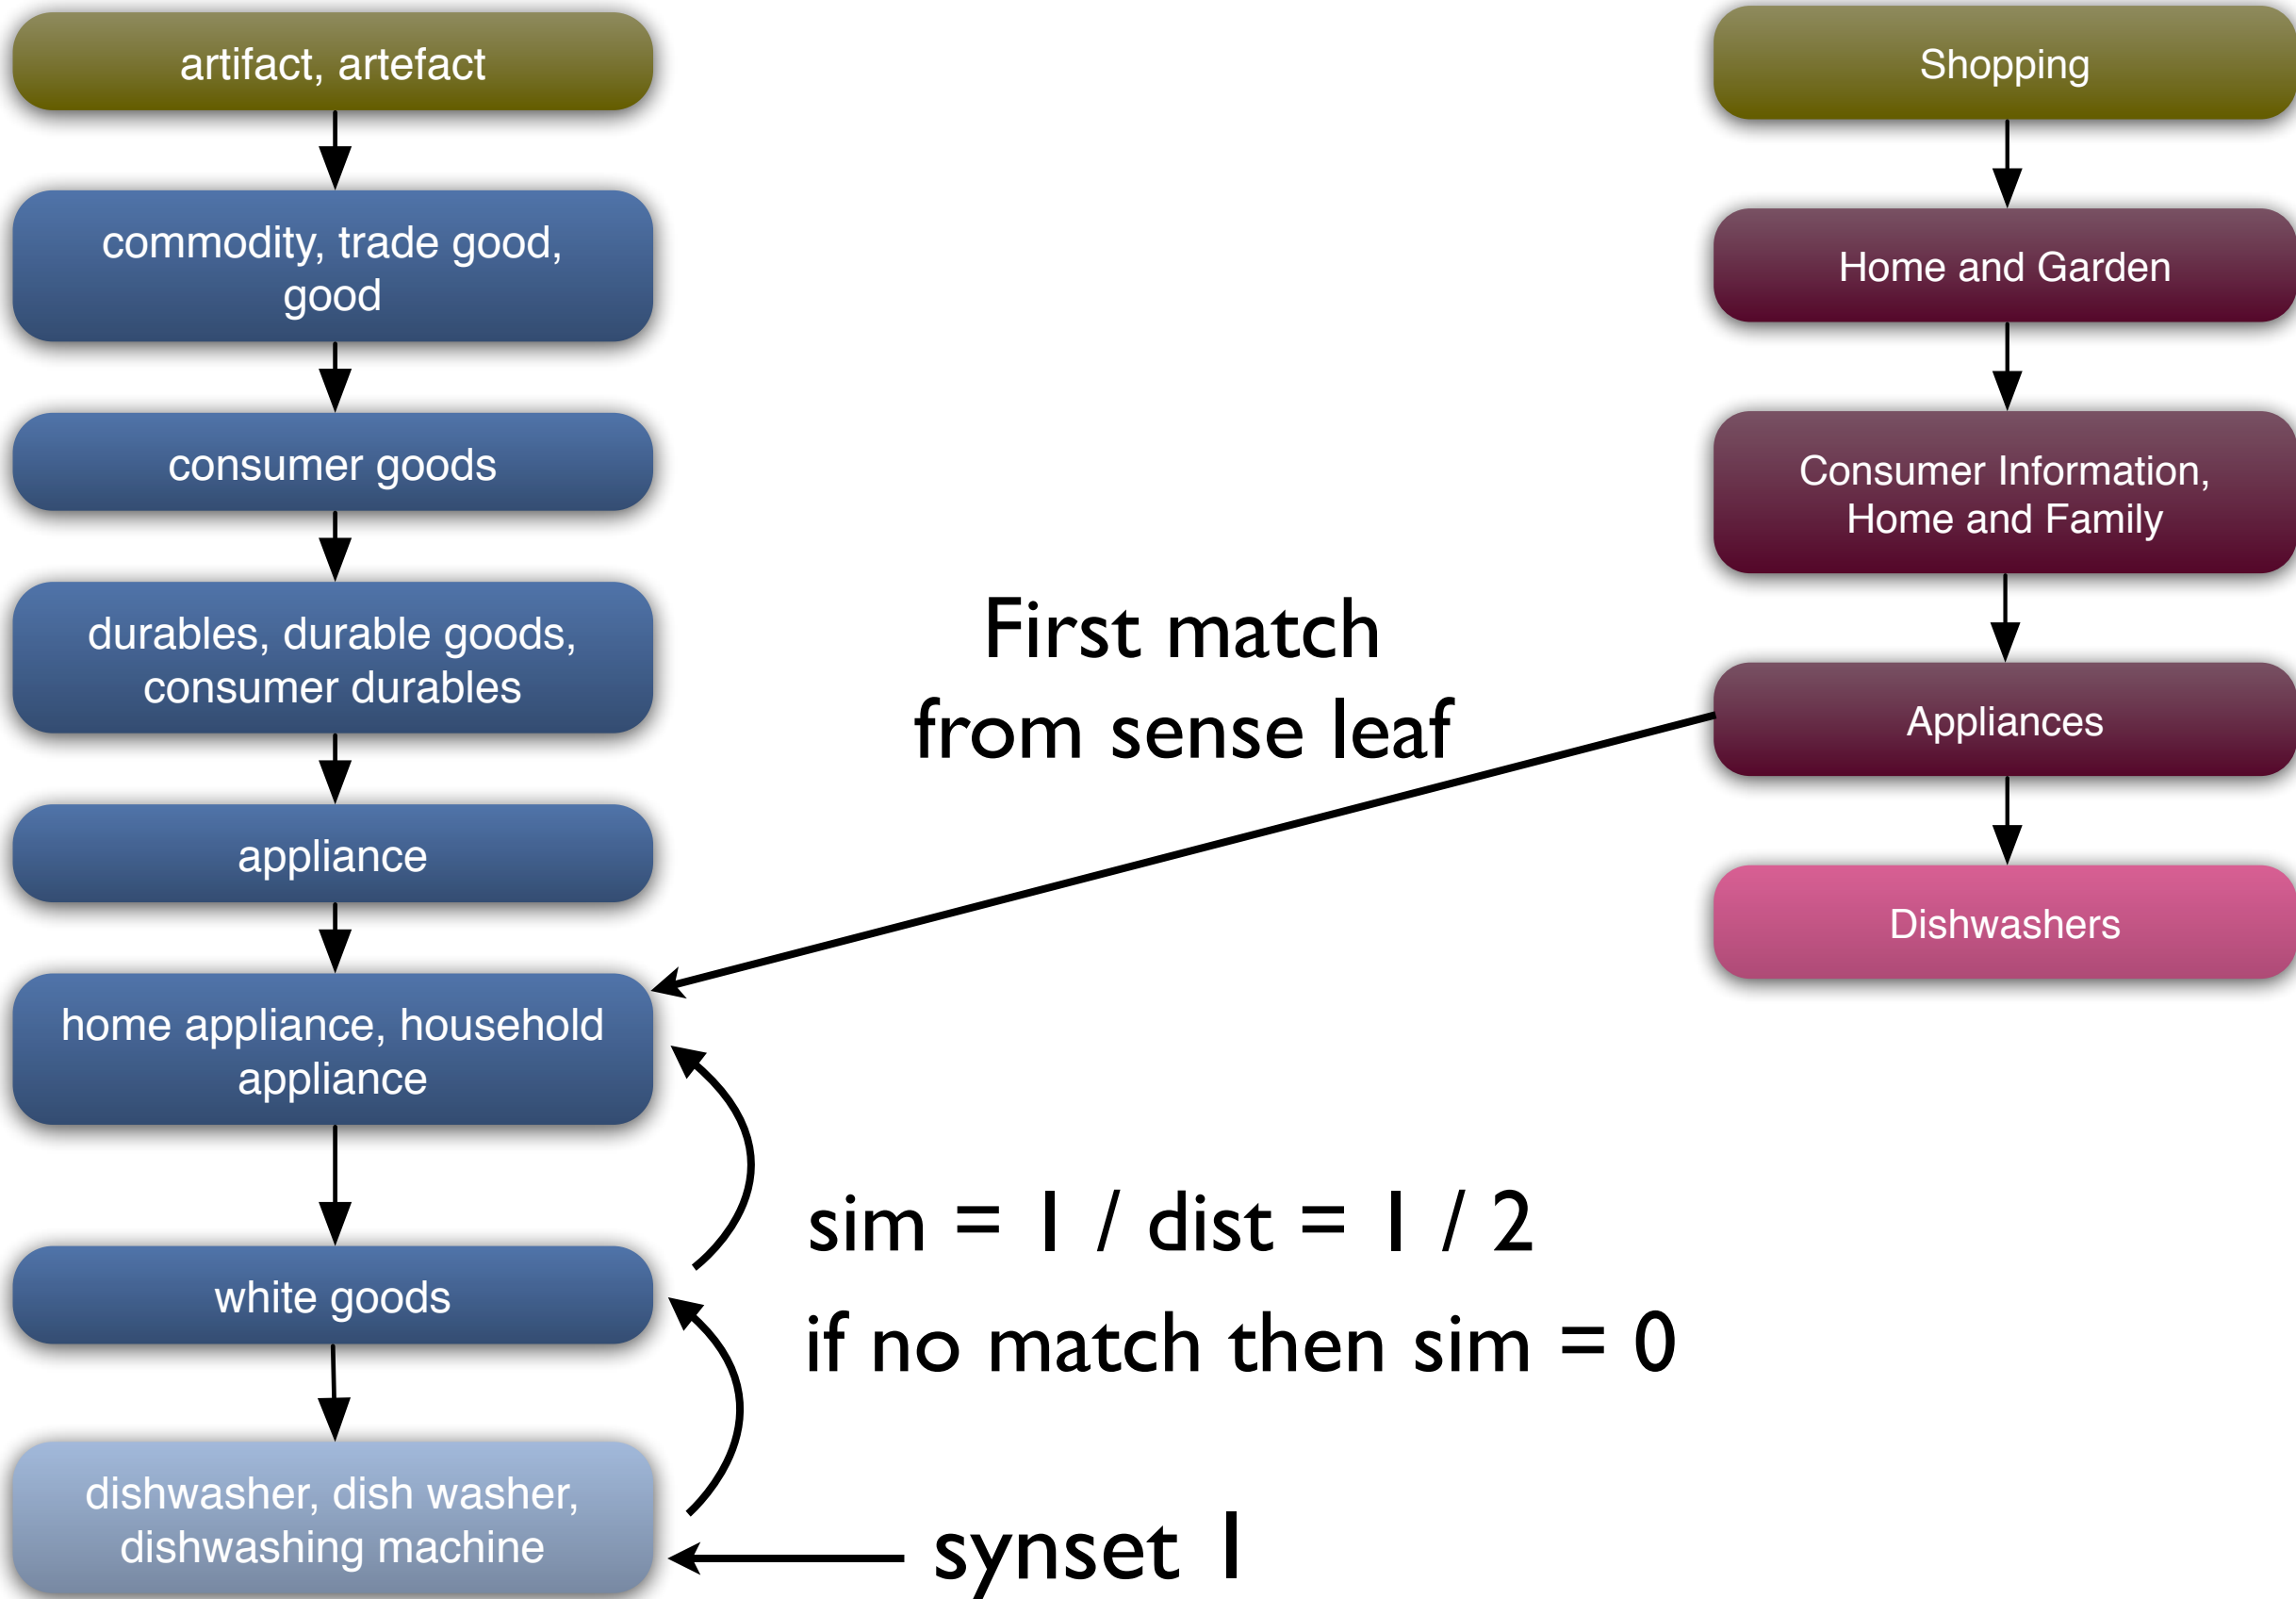 artifact, artefact
commodity, trade good,
good
consumer goods
durables, durable goods,
consumer durables
appliance
home appliance, household
appliance
white goods
dishwasher, dish washer,
dishwashing machine
First match
from sense leaf
sim = 1 / dist = 1 / 2
if no match then sim = 0
synset 1
Shopping
Home and Garden
Consumer Information,
Home and Family
Appliances
Dishwashers